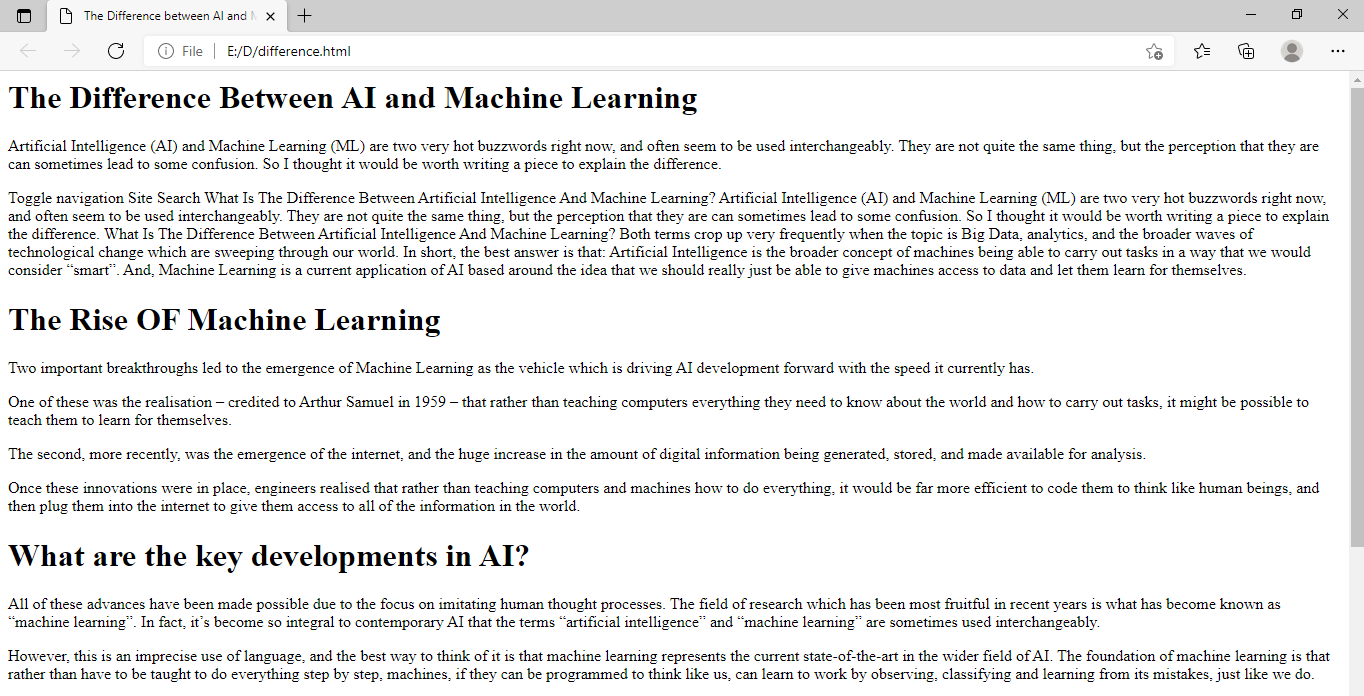 The Difference between AI and M
File
E:/D/difference.html
The Difference Between AI and Machine Learning
Artificial Intelligence (AI) and Machine Learning (ML) are two very hot buzzwords right now, and often seem to be used interchangeably. They are not quite the same thing, but the perception that they are
can sometimes lead to some confusion. So I thought it would be worth writing a piece to explain the difference.
Toggle navigation Site Search What Is The Difference Between Artificial Intelligence And Machine Learning? Artificial Intelligence (AI) and Machine Learning (ML) are two very hot buzzwords right now,
and often seem to be used interchangeably. They are not quite the same thing, but the perception that they are can sometimes lead to some confusion. So I thought it would be worth writing a piece to explain
the difference. What Is The Difference Between Artificial Intelligence And Machine Learning? Both terms crop up very frequently when the topic is Big Data, analytics, and the broader waves of
technological change which are sweeping through our world. In short, the best answer is that: Artificial Intelligence is the broader concept of machines being able to carry out tasks in a way that we would
consider “smart”. And, Machine Learning is a current application of AI based around the idea that we should really just be able to give machines access to data and let them learn for themselves.
The Rise OF Machine Learning
Two important breakthroughs led to the emergence of Machine Learning as the vehicle which is driving AI development forward with the speed it currently has.
One of these was the realisation – credited to Arthur Samuel in 1959 – that rather than teaching computers everything they need to know about the world and how to carry out tasks, it might be possible to
teach them to learn for themselves.
The second, more recently, was the emergence of the internet, and the huge increase in the amount of digital information being generated, stored, and made available for analysis.
Once these innovations were in place, engineers realised that rather than teaching computers and machines how to do everything, it would be far more efficient to code them to think like human beings, and
then plug them into the internet to give them access to all of the information in the world.
What are the key developments in AI?
All of these advances have been made possible due to the focus on imitating human thought processes. The field of research which has been most fruitful in recent years is what has become known as
“machine learning”. In fact, it’s become so integral to contemporary AI that the terms “artificial intelligence” and “machine learning” are sometimes used interchangeably.
However, this is an imprecise use of language, and the best way to think of it is that machine learning represents the current state-of-the-art in the wider field of AI. The foundation of machine learning is that
rather than have to be taught to do everything step by step, machines, if they can be programmed to think like us, can learn to work by observing, classifying and learning from its mistakes, just like we do.